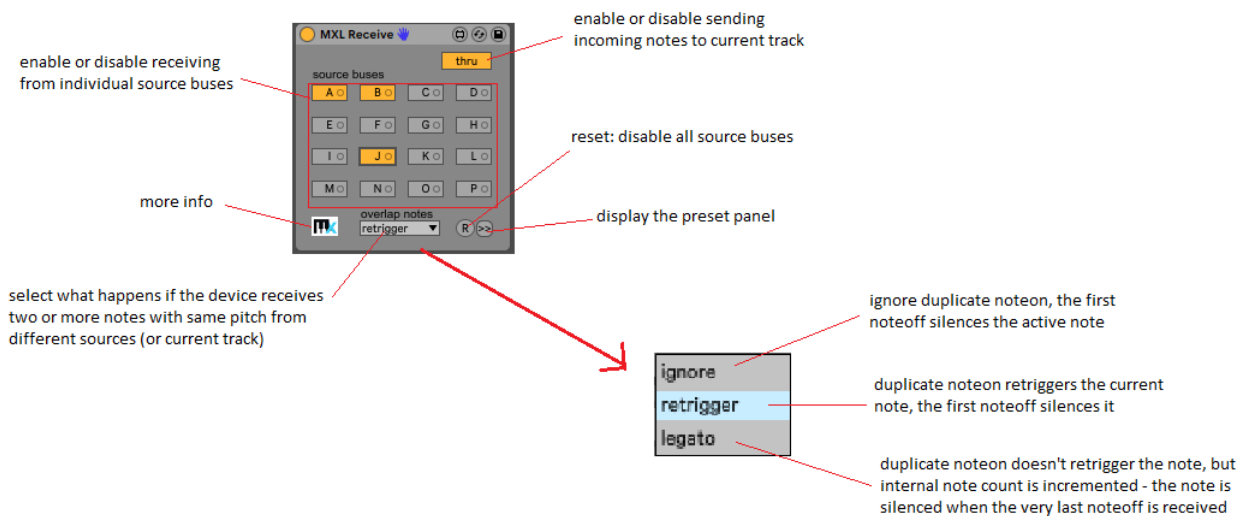 enable or disable sending
incoming notes to current track
MXL Receive
thru
enable or disable receiving
from individual source buses
source buses
A B C D
E F G H
I J K L
M N O P
reset: disable all source buses
more info
mx
overlap notes
retrigger
R >>
display the preset panel
select what happens if the device receives
two or more notes with same pitch from
different sources (or current track)
ignore
retrigger
legato
ignore duplicate noteon, the first
noteoff silences the active note
duplicate noteon retriggers the current
note, the first noteoff silences it
duplicate noteon doesn't retrigger the note, but
internal note count is incremented - the note is
silenced when the very last noteoff is received